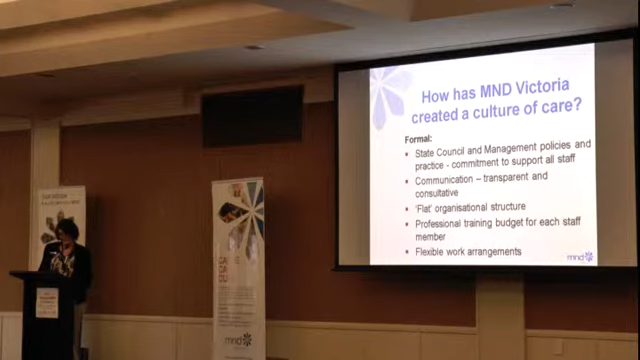 How has MND Victoria
created a culture of care?
Formal:
• State Council and Management policies and
practice - commitment to support all staff
• Communication – transparent and
consultative
• 'Flat' organisational structure
• Professional training budget for each staff
member
• Flexible work arrangements
mnd
mnd